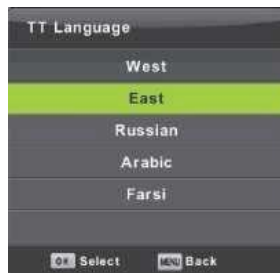 TT Language
West
East
Russian
Arabic
Farsi
OK Select MENU Back